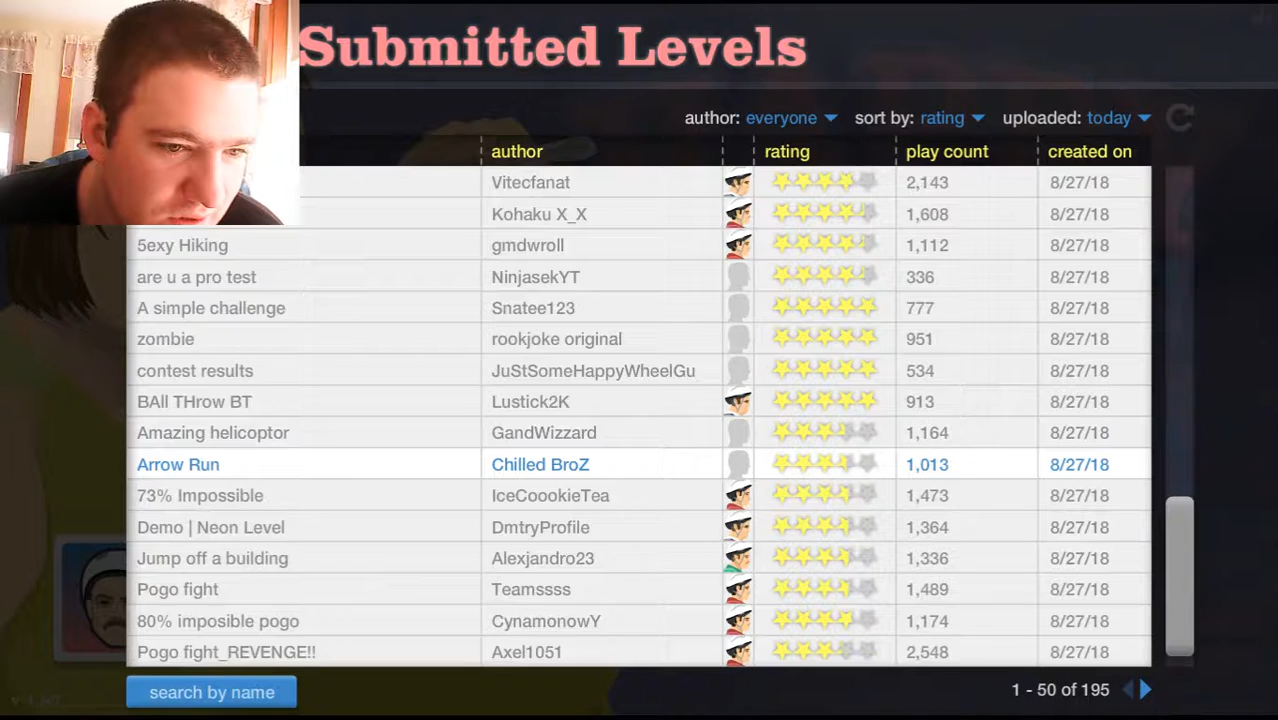 Submitted Levels
author: everyone sort by: rating uploaded: today
author rating play count created on
Vitecfanat 2,143 8/27/18
Kohaku X_X 1,608 8/27/18
5exy Hiking gmdwroll 1,112 8/27/18
are u a pro test NinjasekYT 336 8/27/18
A simple challenge Snatee123 777 8/27/18
zombie rookjoke original 951 8/27/18
contest results JuStSomeHappyWheelGu 534 8/27/18
BAll THrow BT Lustick2K 913 8/27/18
Amazing helicoptor GandWizzard 1,164 8/27/18
Arrow Run Chilled BroZ 1,013 8/27/18
73% Impossible IceCoookieTea 1,473 8/27/18
Demo | Neon Level DmtryProfile 1,364 8/27/18
Jump off a building Alexjandro23 1,336 8/27/18
Pogo fight Teamssss 1,489 8/27/18
80% imposible pogo CynamonowY 1,174 8/27/18
Pogo fight_REVENGE!! Axel1051 2,548 8/27/18
search by name 1 - 50 of 195